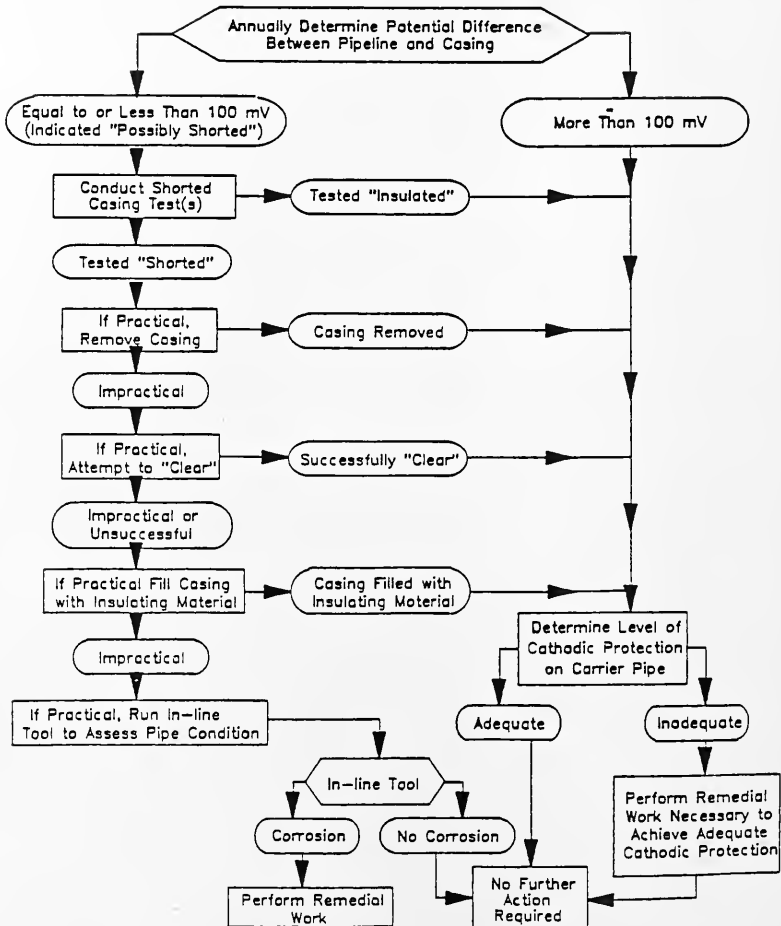 Annually Determine Potential Difference
Between Pipeline and Casing
Equal to or Less Than 100 mV
(Indicated "Possibly Shorted")
More Than 100 mV
Conduct Shorted
Casing Test(s)
Tested "Insulated"
Tested "Shorted"
If Practical,
Remove Casing
Casing Removed
Impractical
If Practical,
Attempt to "Clear"
Successfully "Clear"
Impractical or
Unsuccessful
If Practical Fill Casing
with Insulating Material
Casing Filled with
Insulating Material
Determine Level of
Cathodic Protection
on Carrier Pipe
Impractical
If Practical, Run In-line
Tool to Assess Pipe Condition
Adequate
Inadequate
In-line Tool
Corrosion
No Corrosion
Perform Remedial
Work Necessary to
Achieve Adequate
Cathodic Protection
Perform Remedial
Work
No Further
Action
Required